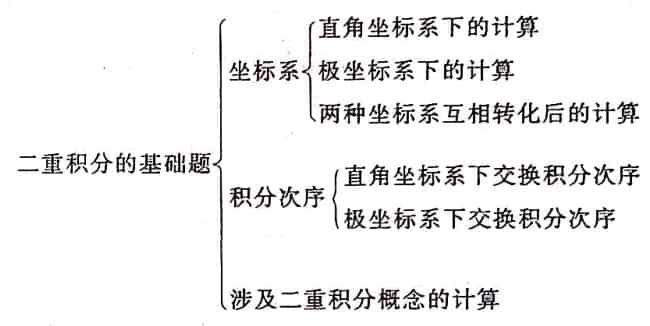 直角坐标系下的计算
坐标系
极坐标系下的计算
两种坐标系互相转化后的计算
二重积分的基础题
直角坐标系下交换积分次序
积分次序
极坐标系下交换积分次序
涉及二重积分概念的计算